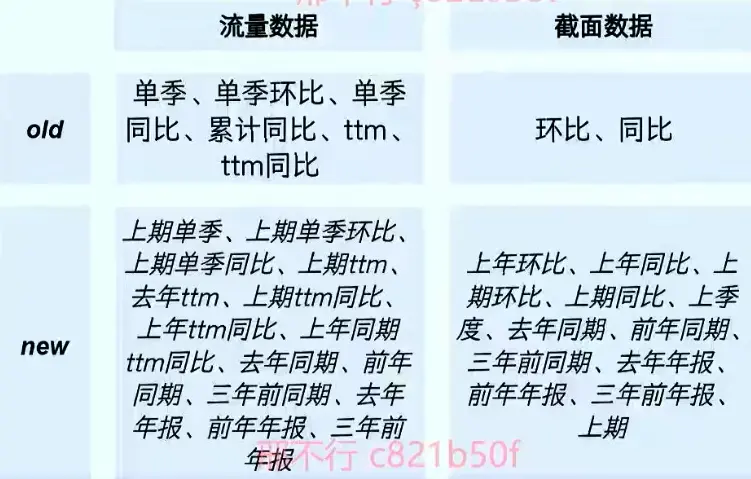 流量数据
截面数据
old
单季、单季环比、单季
同比、累计同比、ttm、
ttm同比
环比、同比
new
上期单季、上期单季环比、
上期单季同比、上期ttm、
去年ttm、上期ttm同比、
上年ttm同比、上年同期
ttm同比、去年同期、前年
同期、三年前同期、去年
年报、前年年报、三年前
年报
上年环比、上年同比、上
期环比、上期同比、上季
度、去年同期、前年同期、
三年前同期、去年年报、
前年年报、三年前年报、
上期
邢不行 c821b50f